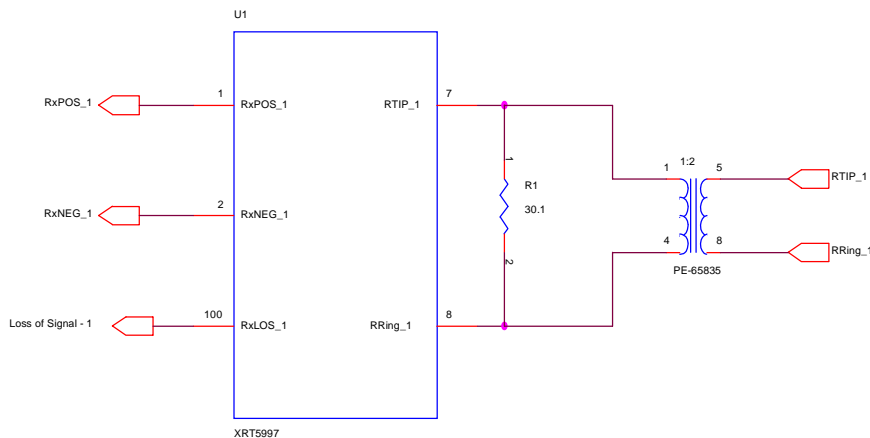 U1
RxPOS_1
1
RxPOS_1
RTIP_1
7
1
R1
30.1
2
1:2
1
5
RTIP_1
4
8
RRing_1
PE-65835
RxNEG_1
2
RxNEG_1
Loss of Signal - 1
100
RxLOS_1
RRing_1
8
XRT5997